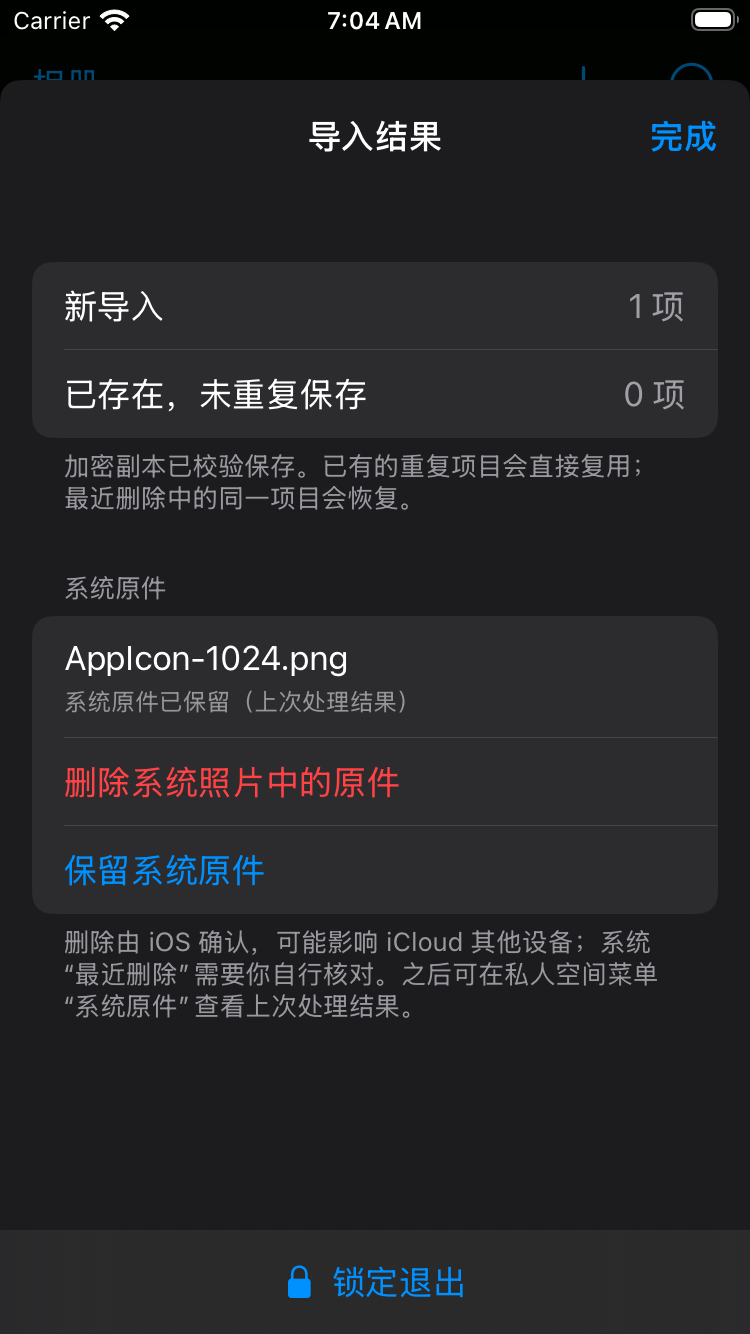 Carrier 7:04 AM
导入结果 完成
新导入 1 项
已存在，未重复保存 0 项
加密副本已校验保存。已有的重复项目会直接复用；
最近删除中的同一项目会恢复。
系统原件
AppIcon-1024.png
系统原件已保留（上次处理结果）
删除系统照片中的原件
保留系统原件
删除由 iOS 确认，可能影响 iCloud 其他设备；系统
“最近删除”需要你自行核对。之后可在私人空间菜单
“系统原件”查看上次处理结果。
锁定退出